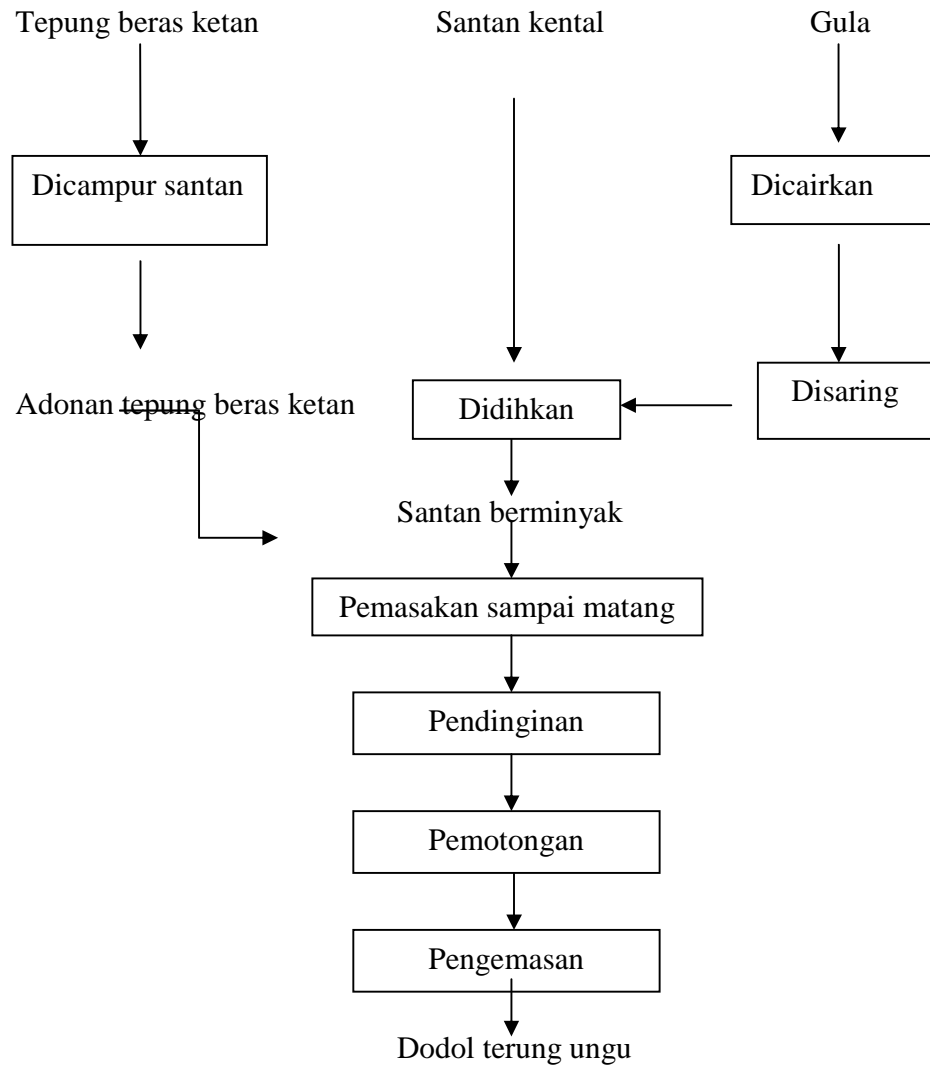 Tepung beras ketan
Santan kental
Gula
Dicampur santan
Dicairkan
Adonan tepung beras ketan
Didihkan
Disaring
Santan berminyak
Pemasakan sampai matang
Pendinginan
Pemotongan
Pengemasan
Dodol terung ungu